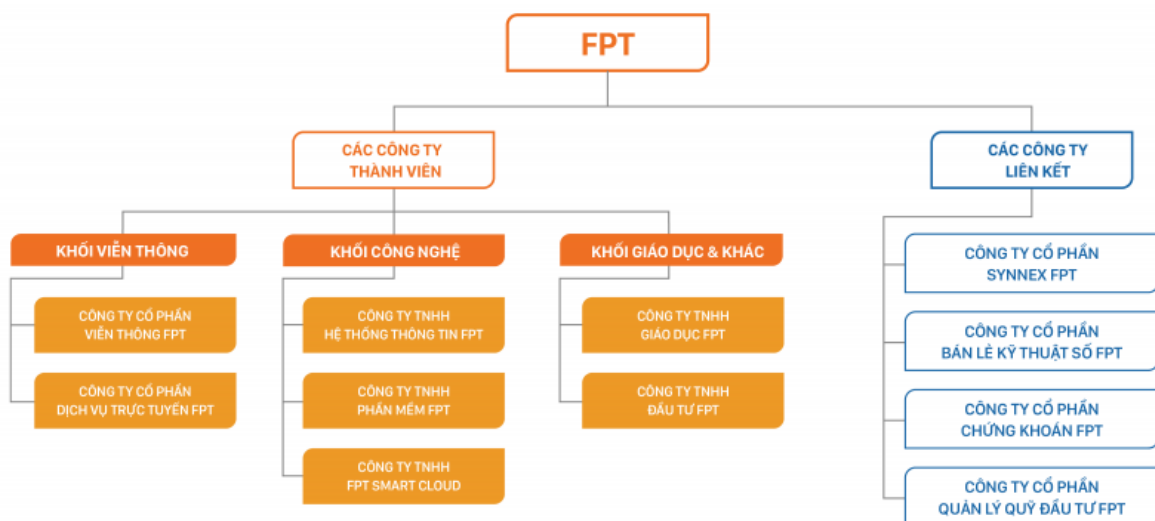 FPT
CÁC CÔNG TY
THÀNH VIÊN
CÁC CÔNG TY
LIÊN KẾT
KHỐI VIỄN THÔNG
CÔNG TY CỔ PHẦN
VIỄN THÔNG FPT
CÔNG TY CỔ PHẦN
DỊCH VỤ TRỰC TUYẾN FPT
KHỐI CÔNG NGHỆ
CÔNG TY TNHH
HỆ THỐNG THÔNG TIN FPT
CÔNG TY TNHH
PHẦN MỀM FPT
CÔNG TY TNHH
FPT SMART CLOUD
KHỐI GIÁO DỤC & KHÁC
CÔNG TY TNHH
GIÁO DỤC FPT
CÔNG TY TNHH
ĐẦU TƯ FPT
CÔNG TY CỔ PHẦN
SYNNEX FPT
CÔNG TY CỔ PHẦN
BÁN LẺ KỸ THUẬT SỐ FPT
CÔNG TY CỔ PHẦN
CHỨNG KHOÁN FPT
CÔNG TY CỔ PHẦN
QUẢN LÝ QUỸ ĐẦU TƯ FPT